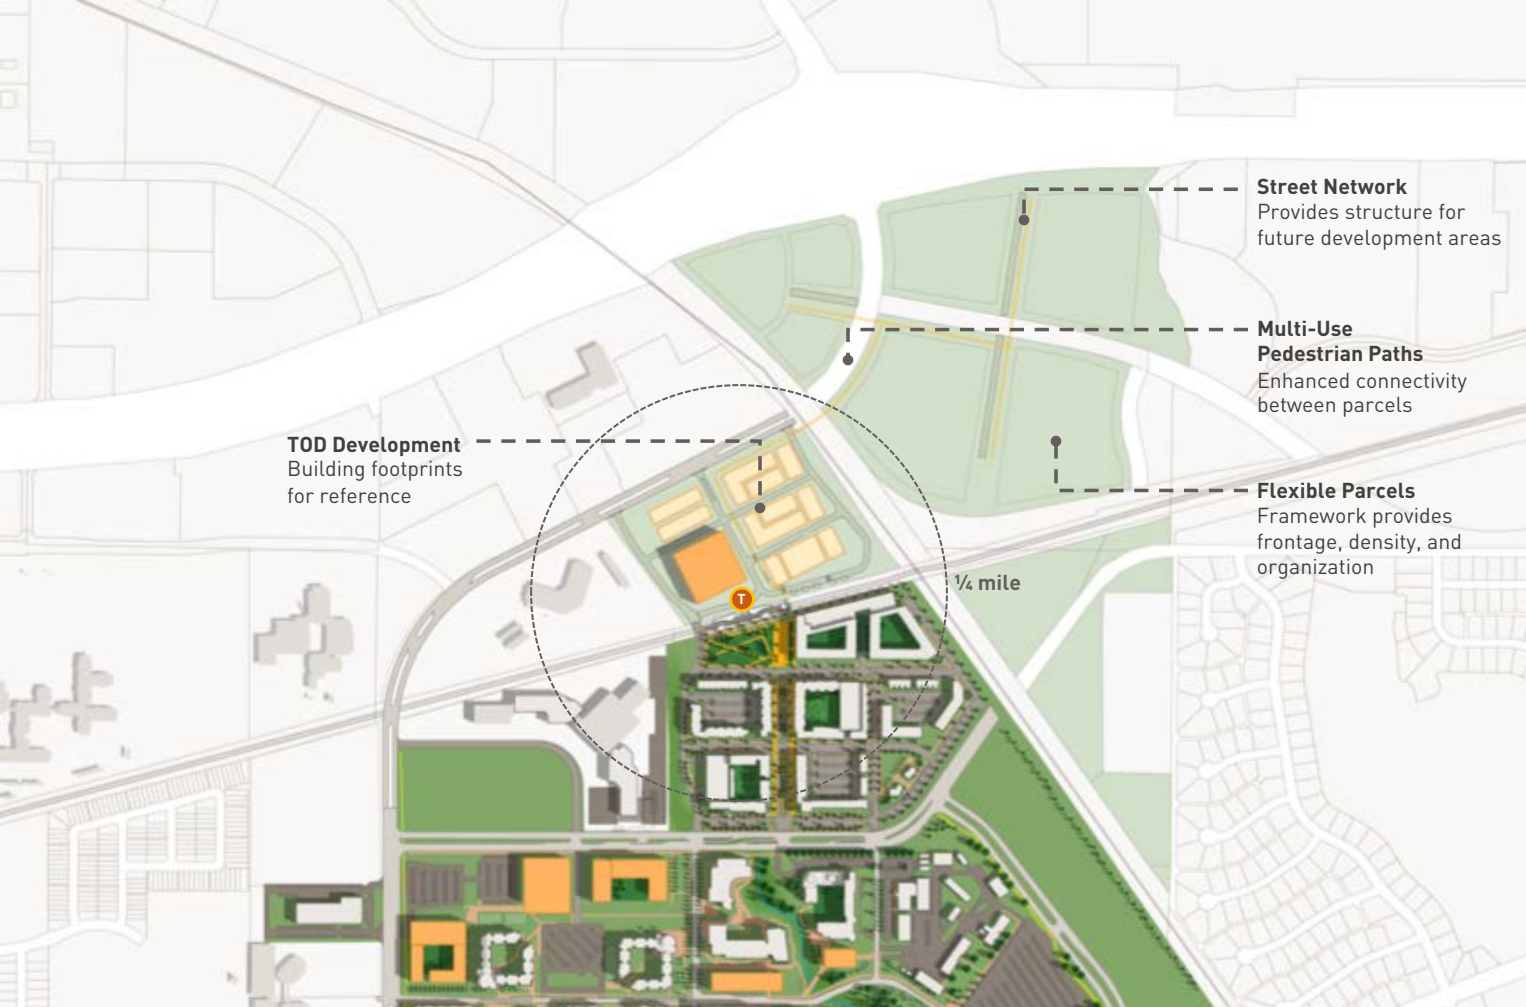 Street Network
Provides structure for
future development areas
Multi-Use
Pedestrian Paths
Enhanced connectivity
between parcels
TOD Development
Building footprints
for reference
Flexible Parcels
Framework provides
frontage, density, and
organization
¼ mile
T